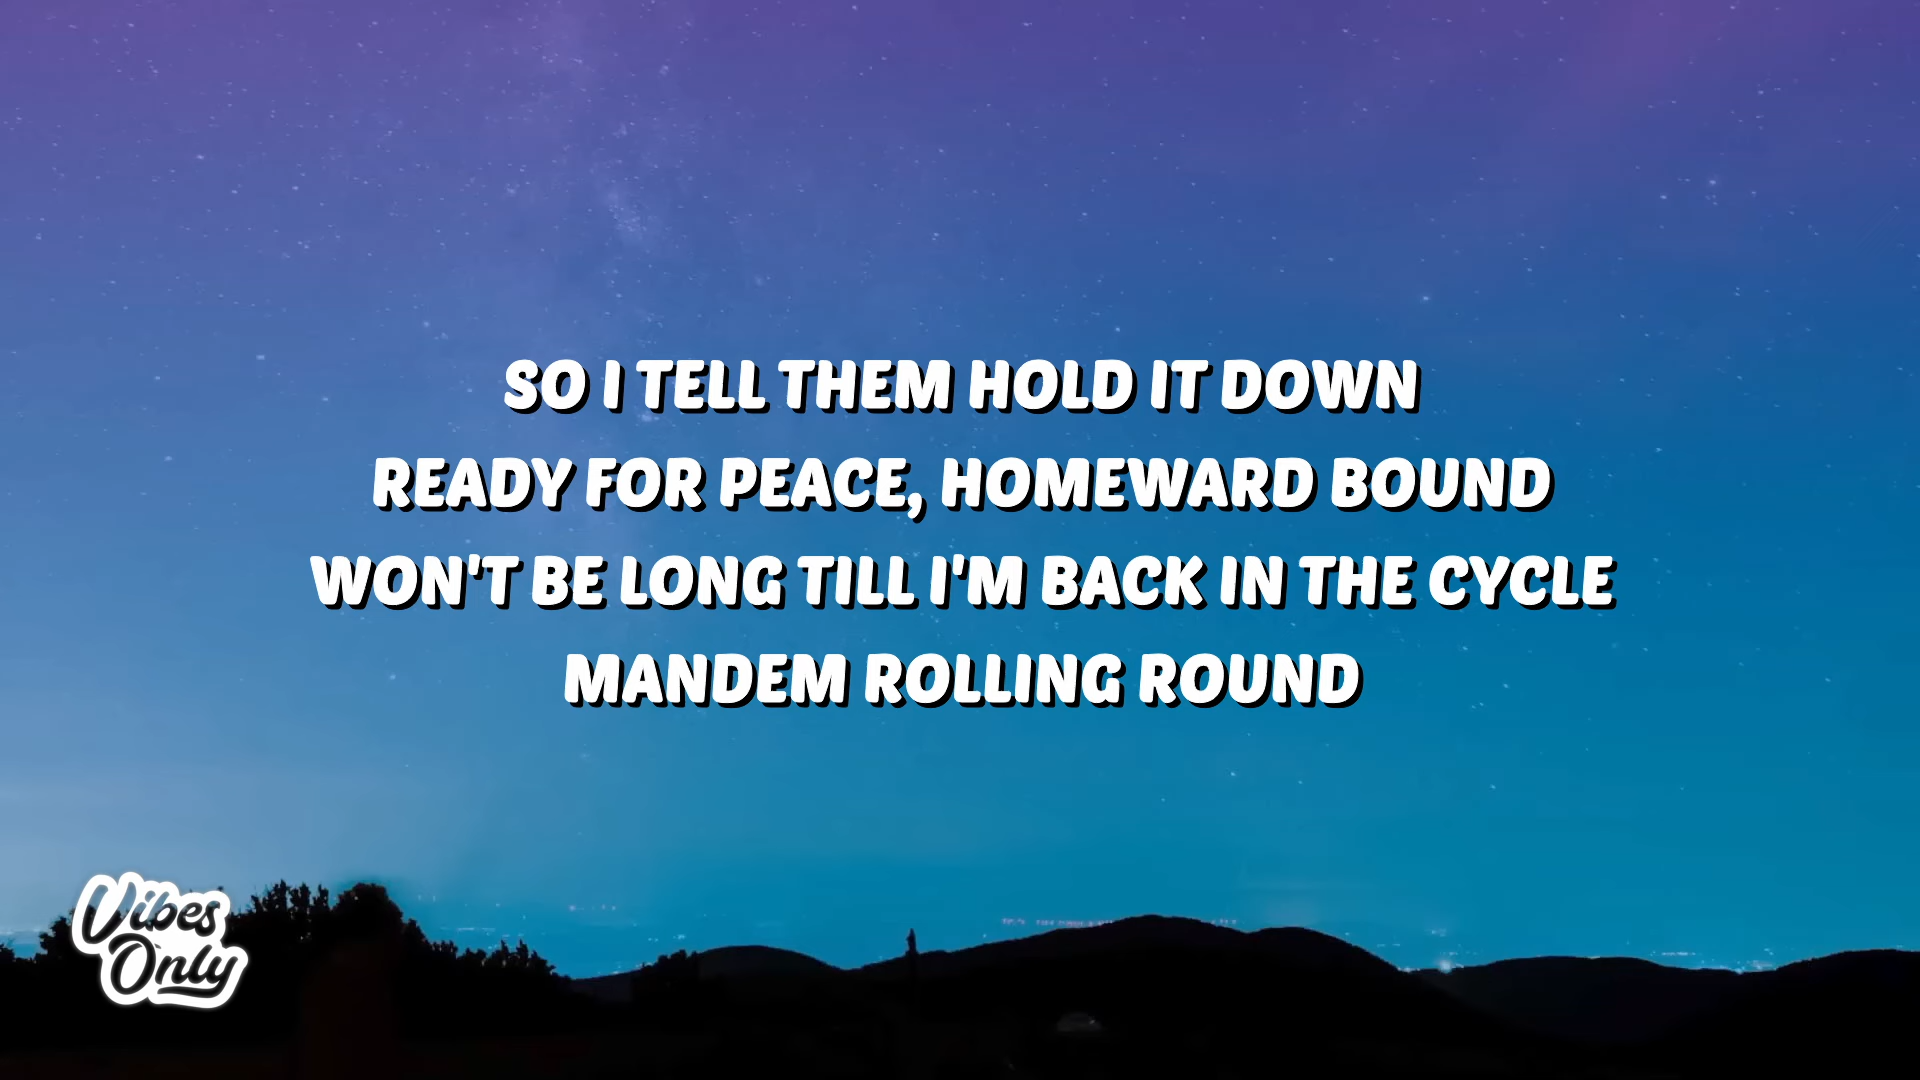 SO I TELL THEM HOLD IT DOWN
READY FOR PEACE, HOMEWARD BOUND
WON'T BE LONG TILL I'M BACK IN THE CYCLE
MANDEM ROLLING ROUND
Vibes
Only